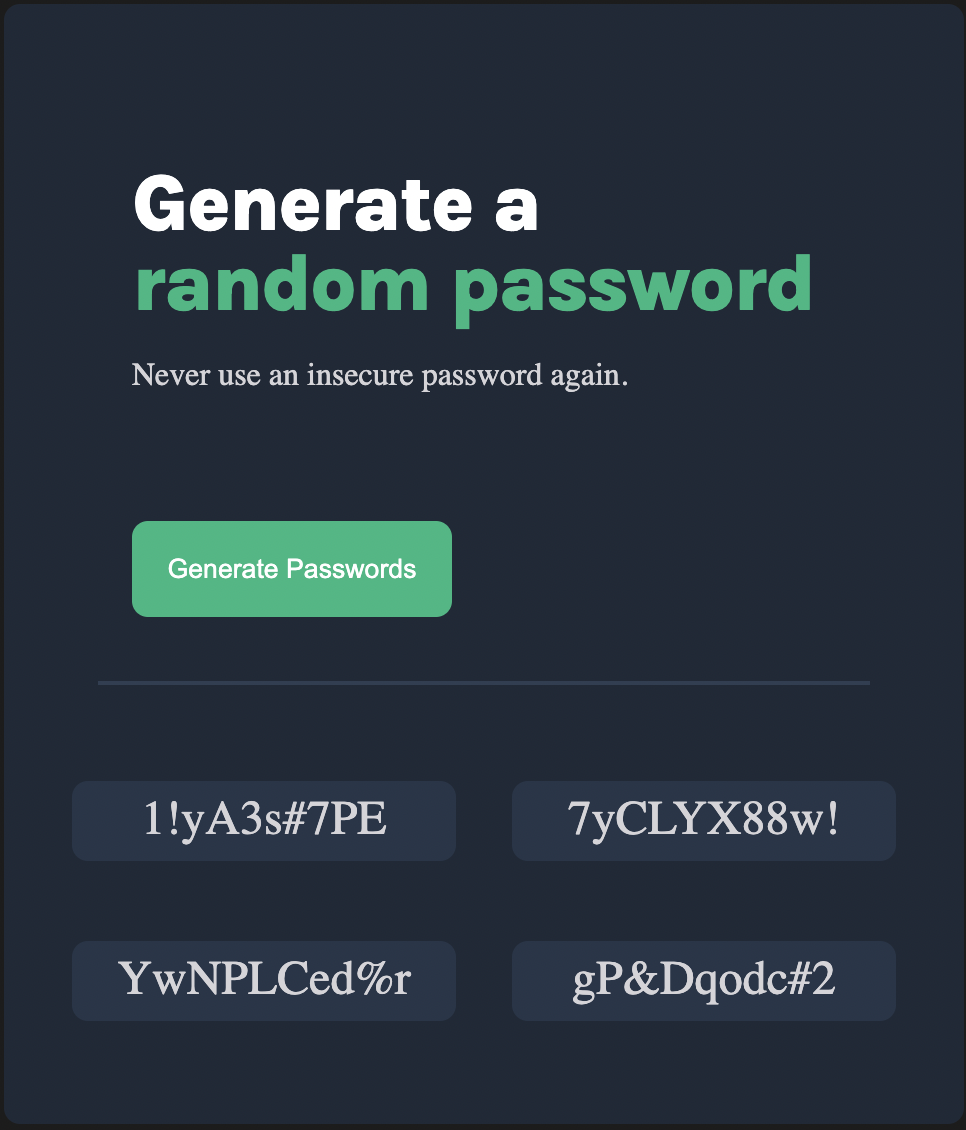 Generate a
random password
Never use an insecure password again.
Generate Passwords
1!yA3s#7PE
7yCLYX88w!
YwNPLCed%r
gP&Dqodc#2